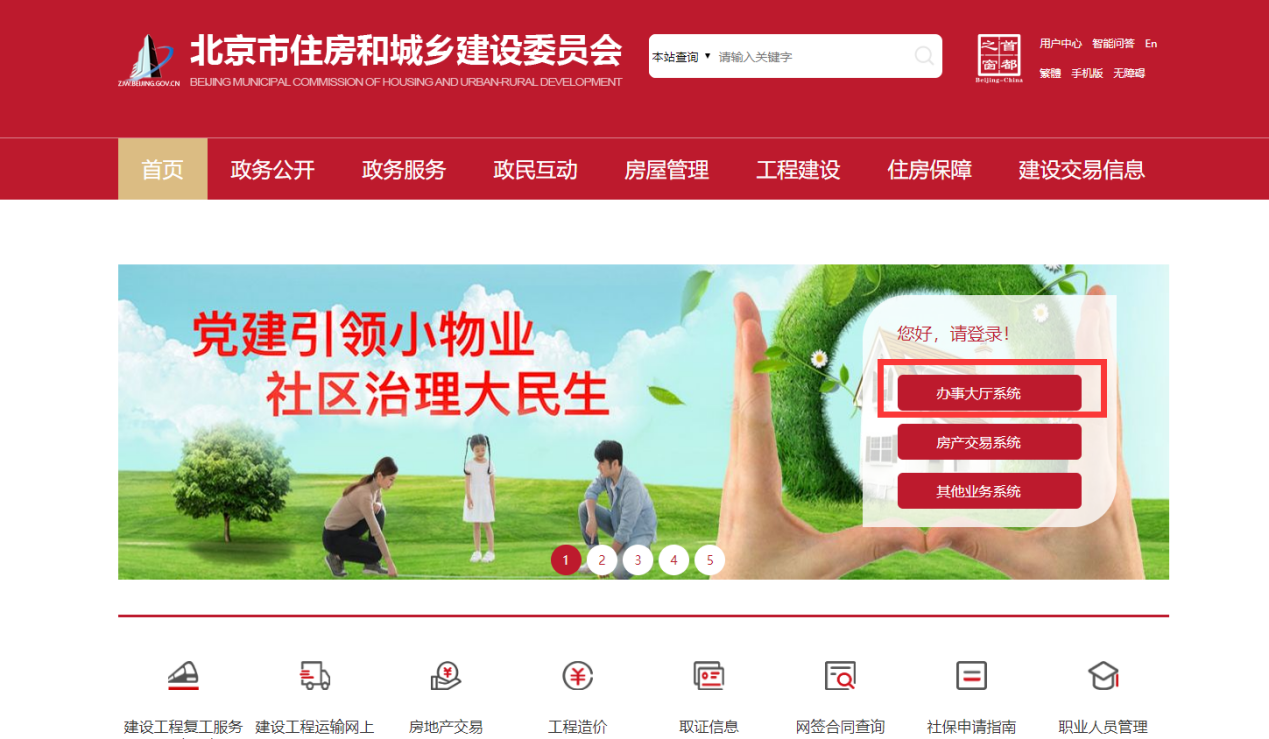 北京市住房和城乡建设委员会
ZJW.BEIJING.GOV.CN
BEIJING MUNICIPAL COMMISSION OF HOUSING AND URBAN-RURAL DEVELOPMENT
本站查询 ▼ 请输入关键字
首都之窗
Beijing-China
用户中心 智能问答 En
繁體 手机版 无障碍
首页 政务公开 政务服务 政民互动 房屋管理 工程建设 住房保障 建设交易信息
党建引领小物业
社区治理大民生
您好，请登录！
办事大厅系统
房产交易系统
其他业务系统
1 2 3 4 5
建设工程复工服务 建设工程运输网上 房地产交易 工程造价 取证信息 网签合同查询 社保申请指南 职业人员管理